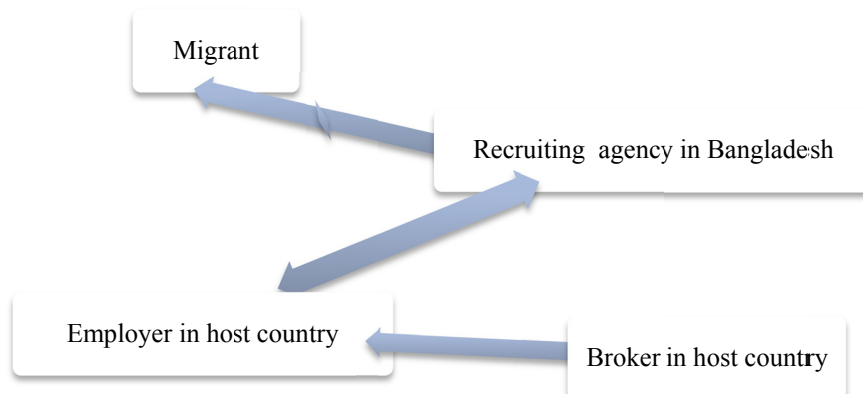 Migrant
Recruiting agency in Bangladesh
Employer in host country
Broker in host country